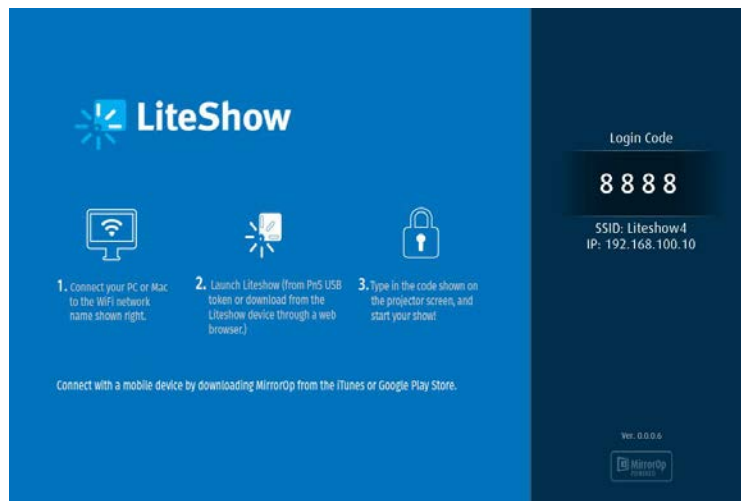 LiteShow
1. Connect your PC or Mac
to the WiFi network
name shown right.
2. Launch Liteshow (from PnS USB
token or download from the
Liteshow device through a web
browser.)
3. Type in the code shown on
the projector screen, and
start your show!
Connect with a mobile device by downloading MirrorOp from the iTunes or Google Play Store.
Login Code
8888
SSID: Liteshow4
IP: 192.168.100.10
Ver. 0.0.0.6
MirrorOp
POWERED